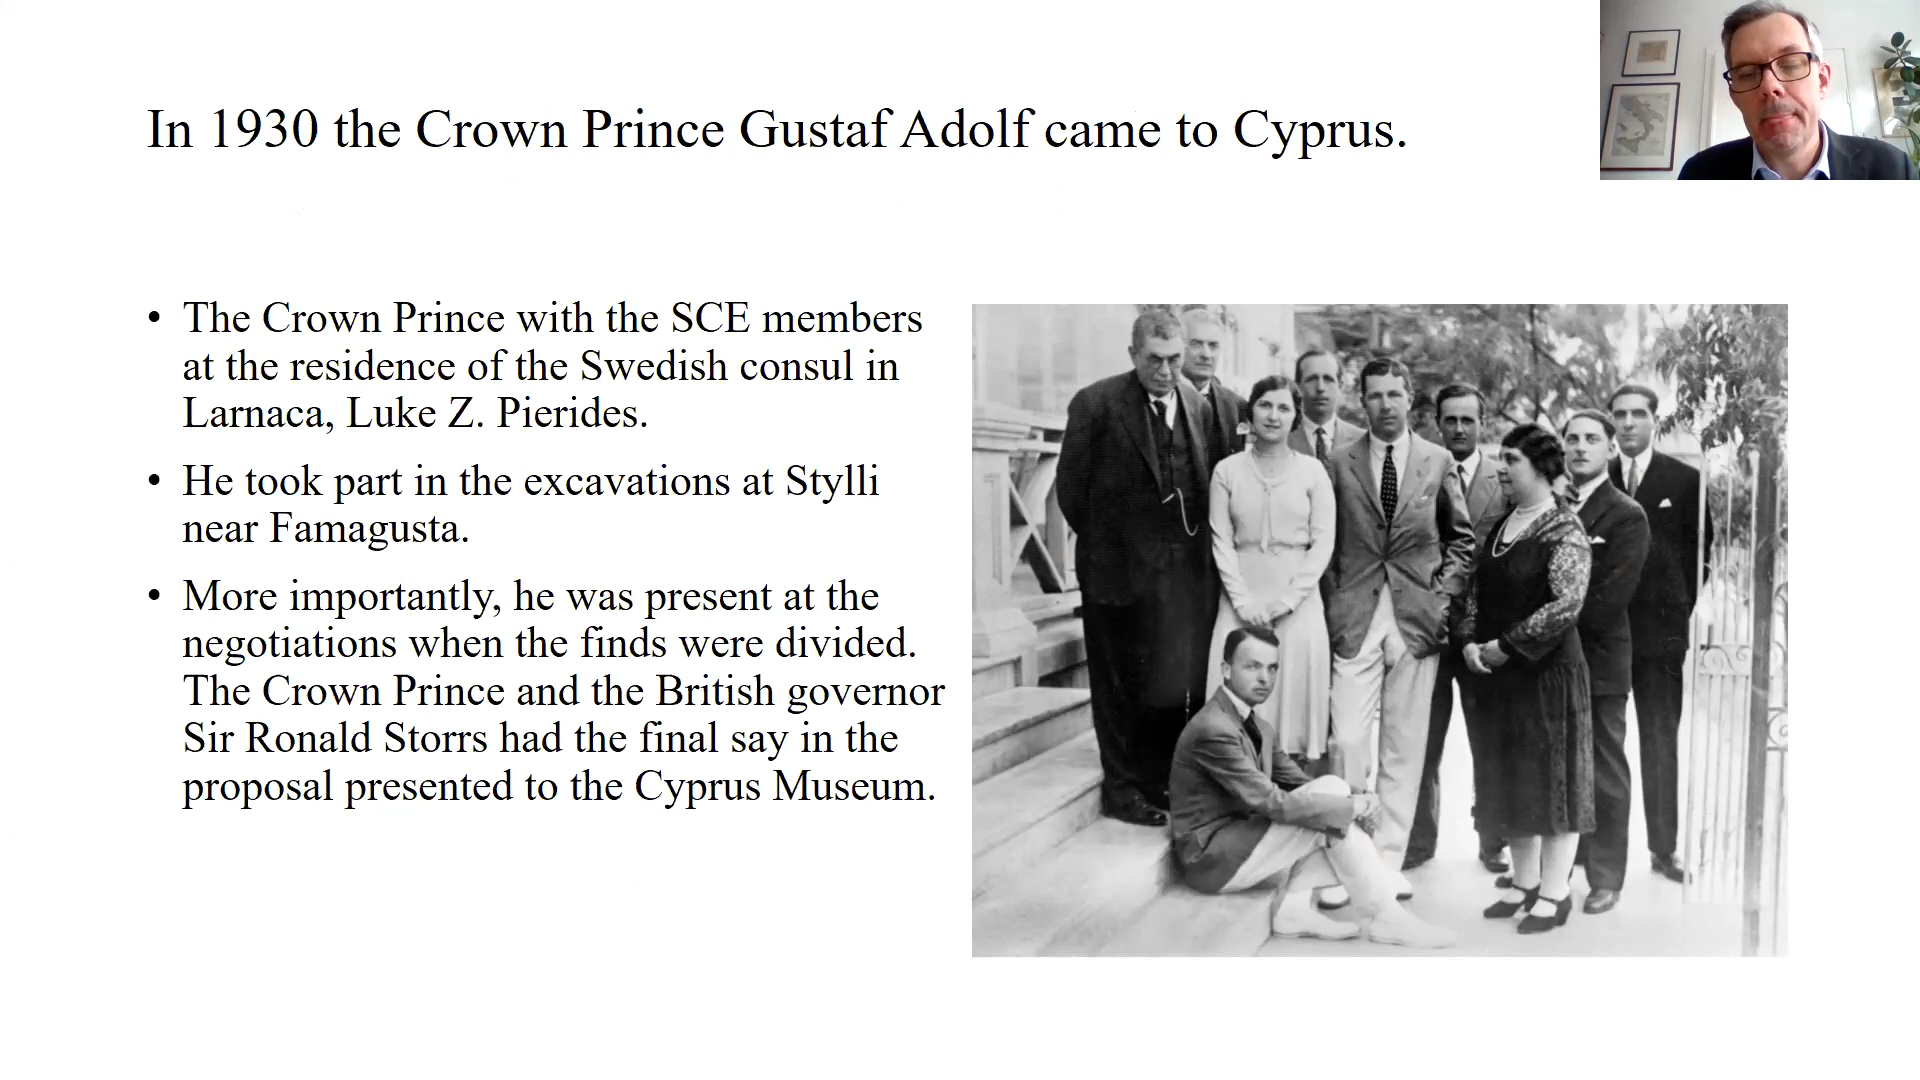 In 1930 the Crown Prince Gustaf Adolf came to Cyprus.
• The Crown Prince with the SCE members
at the residence of the Swedish consul in
Larnaca, Luke Z. Pierides.
• He took part in the excavations at Stylli
near Famagusta.
• More importantly, he was present at the
negotiations when the finds were divided.
The Crown Prince and the British governor
Sir Ronald Storrs had the final say in the
proposal presented to the Cyprus Museum.